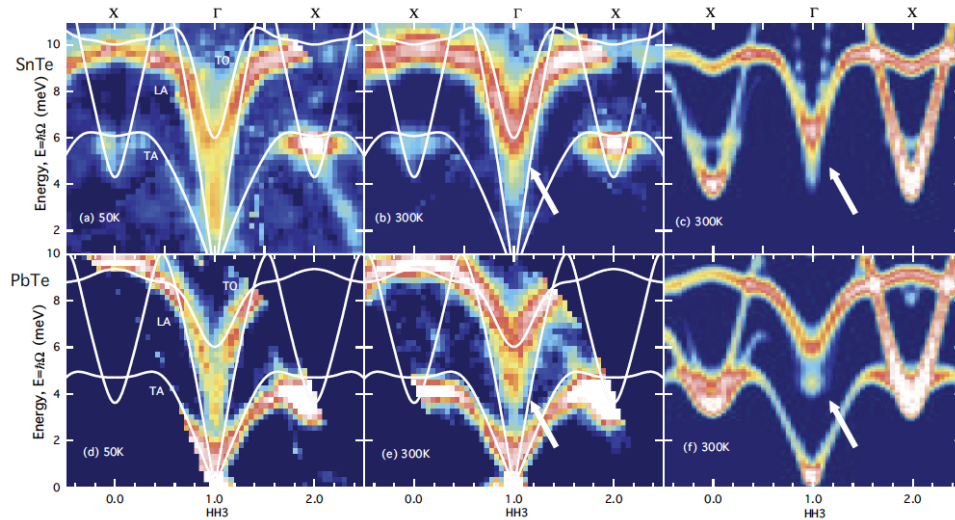 X Γ X X Γ X X Γ X
SnTe
Energy, E=ħΩ (meV)
10
8
6
4
2
TO
LA
TA
(a) 50K
(b) 300K
(c) 300K
PbTe
Energy, E=ħΩ (meV)
10
8
6
4
2
0
TO
LA
TA
(d) 50K
(e) 300K
(f) 300K
0.0 1.0 2.0 0.0 1.0 2.0 0.0 1.0 2.0
HH3 HH3 HH3